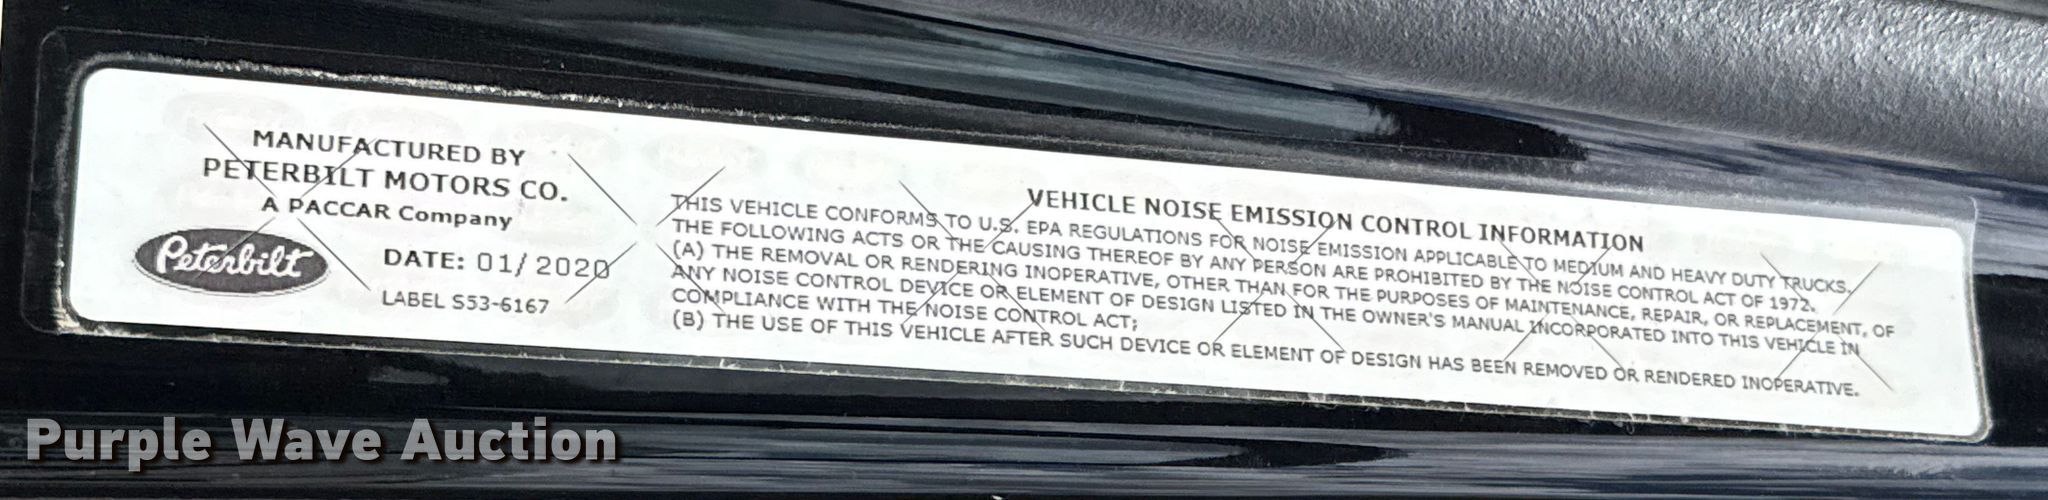 MANUFACTURED BY
PETERBILT MOTORS CO.
A PACCAR Company
Peterbilt
DATE: 01/2020
LABEL S53-6167
VEHICLE NOISE EMISSION CONTROL INFORMATION
THIS VEHICLE CONFORMS TO U.S. EPA REGULATIONS FOR NOISE EMISSION APPLICABLE TO MEDIUM AND HEAVY DUTY TRUCKS.
THE FOLLOWING ACTS OR THE CAUSING THEREOF BY ANY PERSON ARE PROHIBITED BY THE NOISE CONTROL ACT OF 1972.
(A) THE REMOVAL OR RENDERING INOPERATIVE, OTHER THAN FOR THE PURPOSES OF MAINTENANCE, REPAIR, OR REPLACEMENT, OF
ANY NOISE CONTROL DEVICE OR ELEMENT OF DESIGN LISTED IN THE OWNER'S MANUAL INCORPORATED INTO THIS VEHICLE IN
COMPLIANCE WITH THE NOISE CONTROL ACT;
(B) THE USE OF THIS VEHICLE AFTER SUCH DEVICE OR ELEMENT OF DESIGN HAS BEEN REMOVED OR RENDERED INOPERATIVE.
Purple Wave Auction